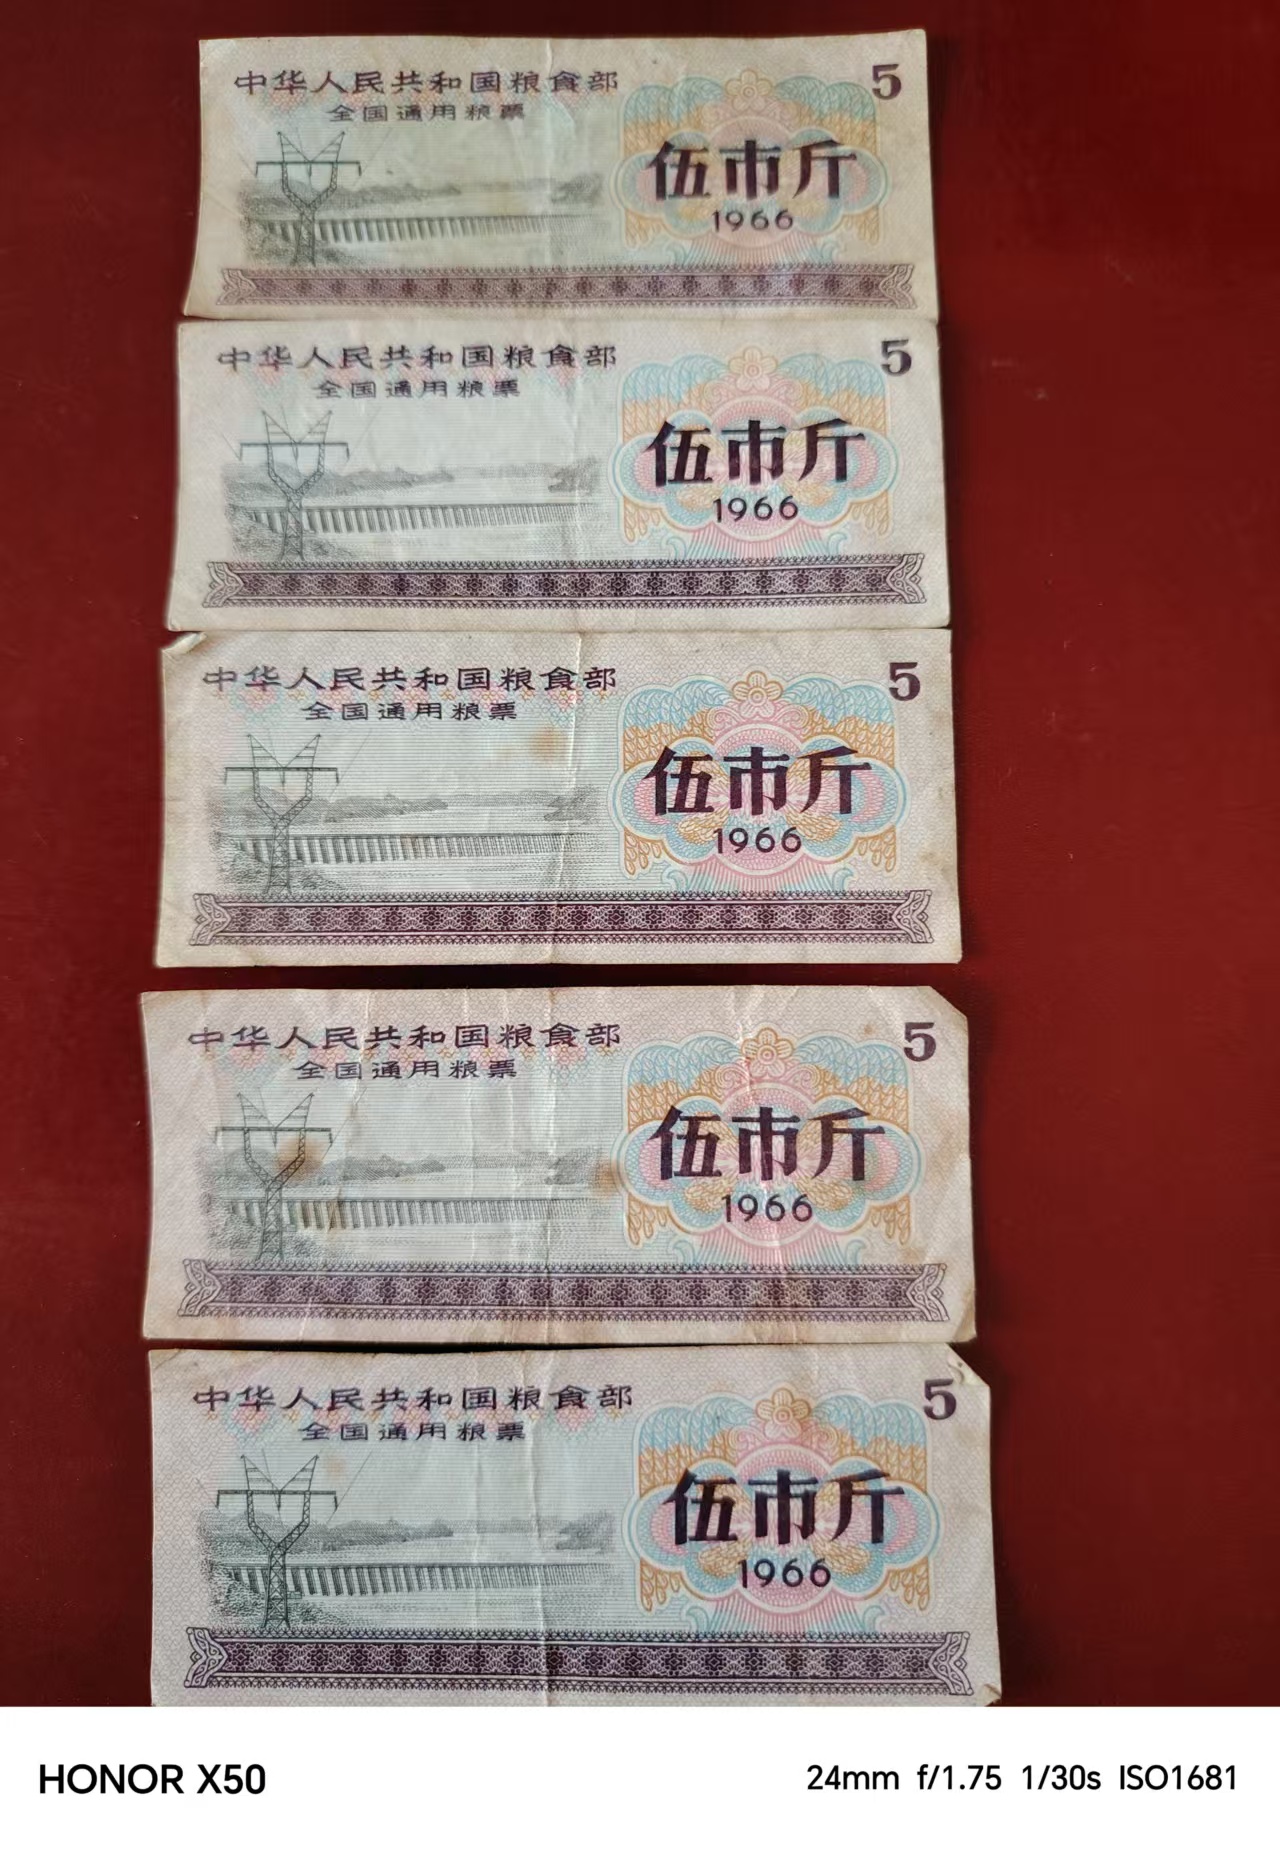 中华人民共和国粮食部
全国通用粮票
5
伍市斤
1966
中华人民共和国粮食部
全国通用粮票
5
伍市斤
1966
中华人民共和国粮食部
全国通用粮票
5
伍市斤
1966
中华人民共和国粮食部
全国通用粮票
5
伍市斤
1966
中华人民共和国粮食部
全国通用粮票
5
伍市斤
1966
HONOR X50
24mm f/1.75 1/30s ISO1681